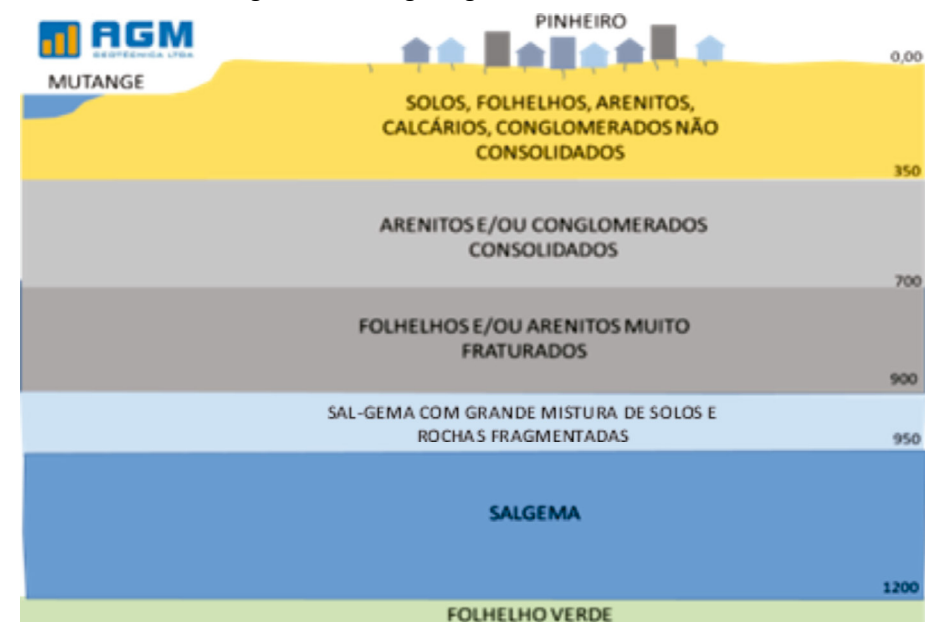 PINHEIRO
AGM
GEOTÉCNICA LTDA
0,00
MUTANGE
SOLOS, FOLHELHOS, ARENITOS,
CALCÁRIOS, CONGLOMERADOS NÃO
CONSOLIDADOS
350
ARENITOS E/OU CONGLOMERADOS
CONSOLIDADOS
700
FOLHELHOS E/OU ARENITOS MUITO
FRATURADOS
900
SAL-GEMA COM GRANDE MISTURA DE SOLOS E
ROCHAS FRAGMENTADAS
950
SALGEMA
1200
FOLHELHO VERDE